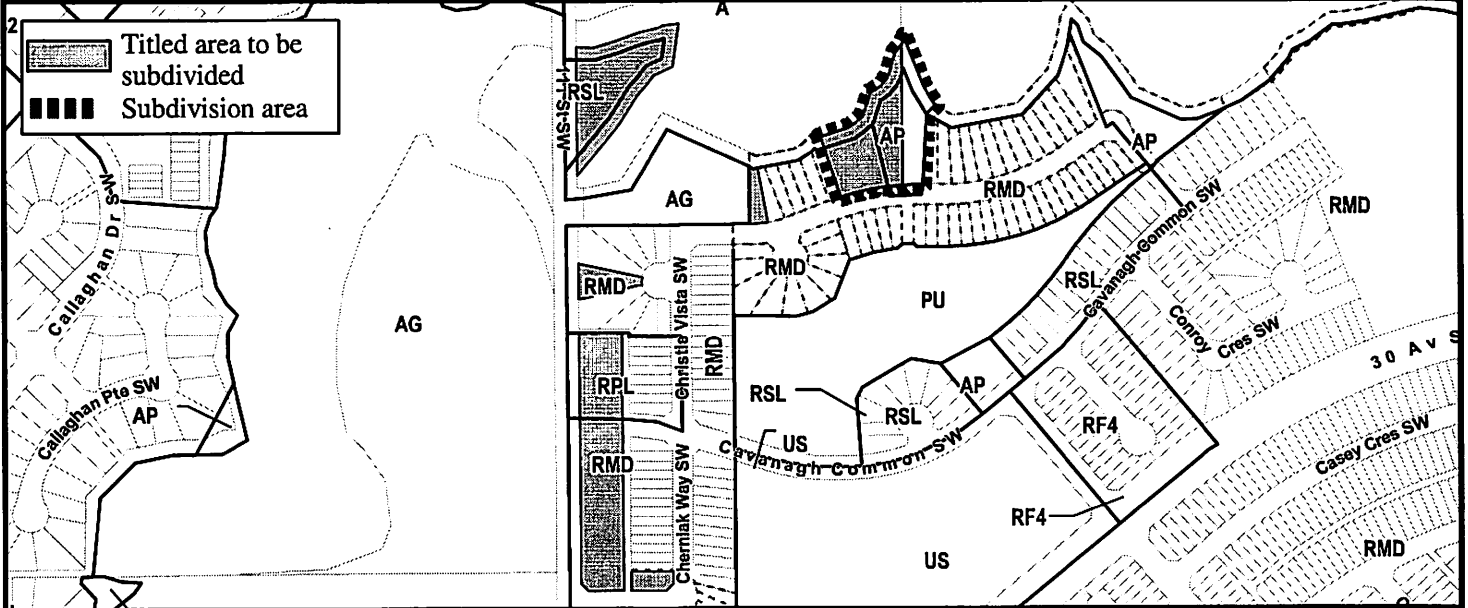 2
Titled area to be
subdivided
Subdivision area
A
RSL
111 St SW
AP
AP
RMD
AG
RMD
Callaghan Dr SW
RMD
RMD
Christie Vista SW
RSL
Cavanagh Common SW
PU
AG
Conroy
Cres SW
30 Av S
RMD
RPL
RSL
AP
RSL
RF4
Callaghan Pte SW
AP
US
Cavanagh Common SW
Casey Cres SW
RMD
Cherniak Way SW
RF4
US
RMD